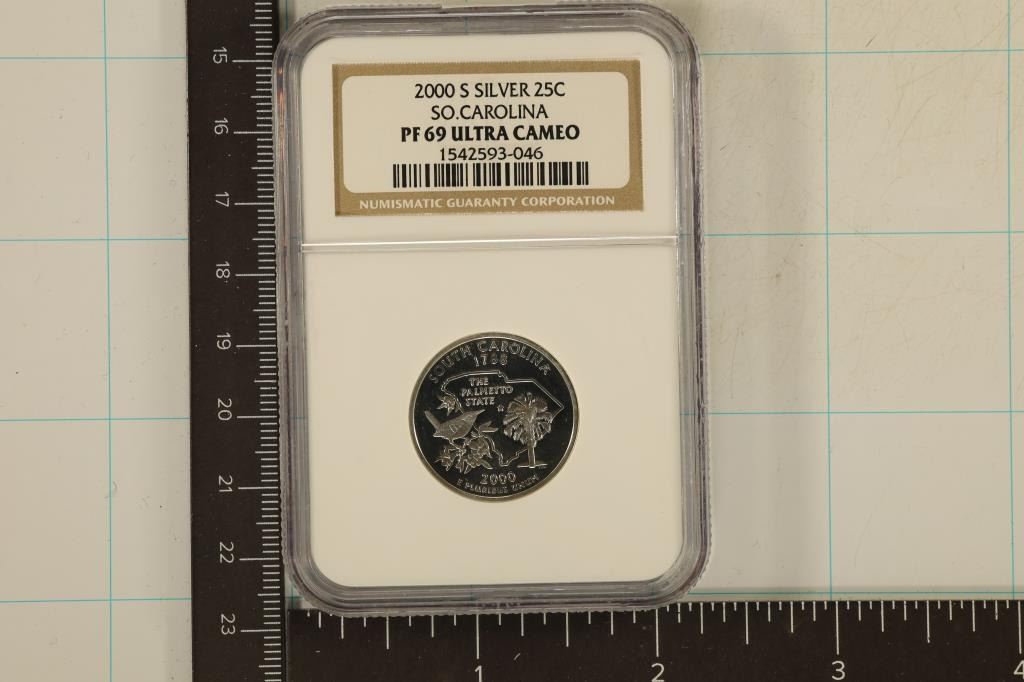 2000 S SILVER 25C
SO.CAROLINA
PF 69 ULTRA CAMEO
1542593-046
NUMISMATIC GUARANTY CORPORATION
SOUTH CAROLINA
1788
THE
PALMETTO
STATE
2000
E PLURIBUS UNUM
15
16
17
18
19
20
21
22
23
1
2
3
4